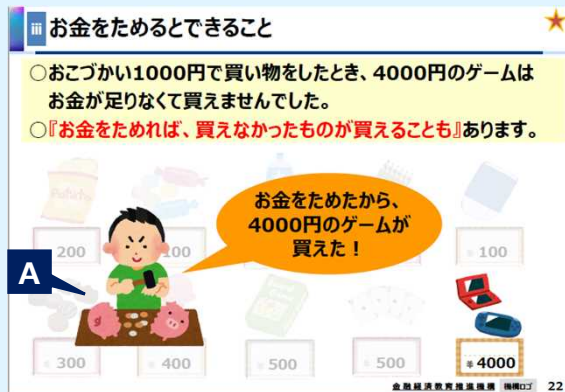 iii お金をためるとできること
○おこづかい1000円で買い物をしたとき、4000円のゲームは
お金が足りなくて買えませんでした。
○『お金をためれば、買えなかったものが買えることも』あります。
お金をためたから、
4000円のゲームが
買えた！
200
100
¥ 100
A
¥ 300
¥ 400
¥ 500
¥ 500
¥ 4000
金融経済教育推進機構 機構ロゴ 22